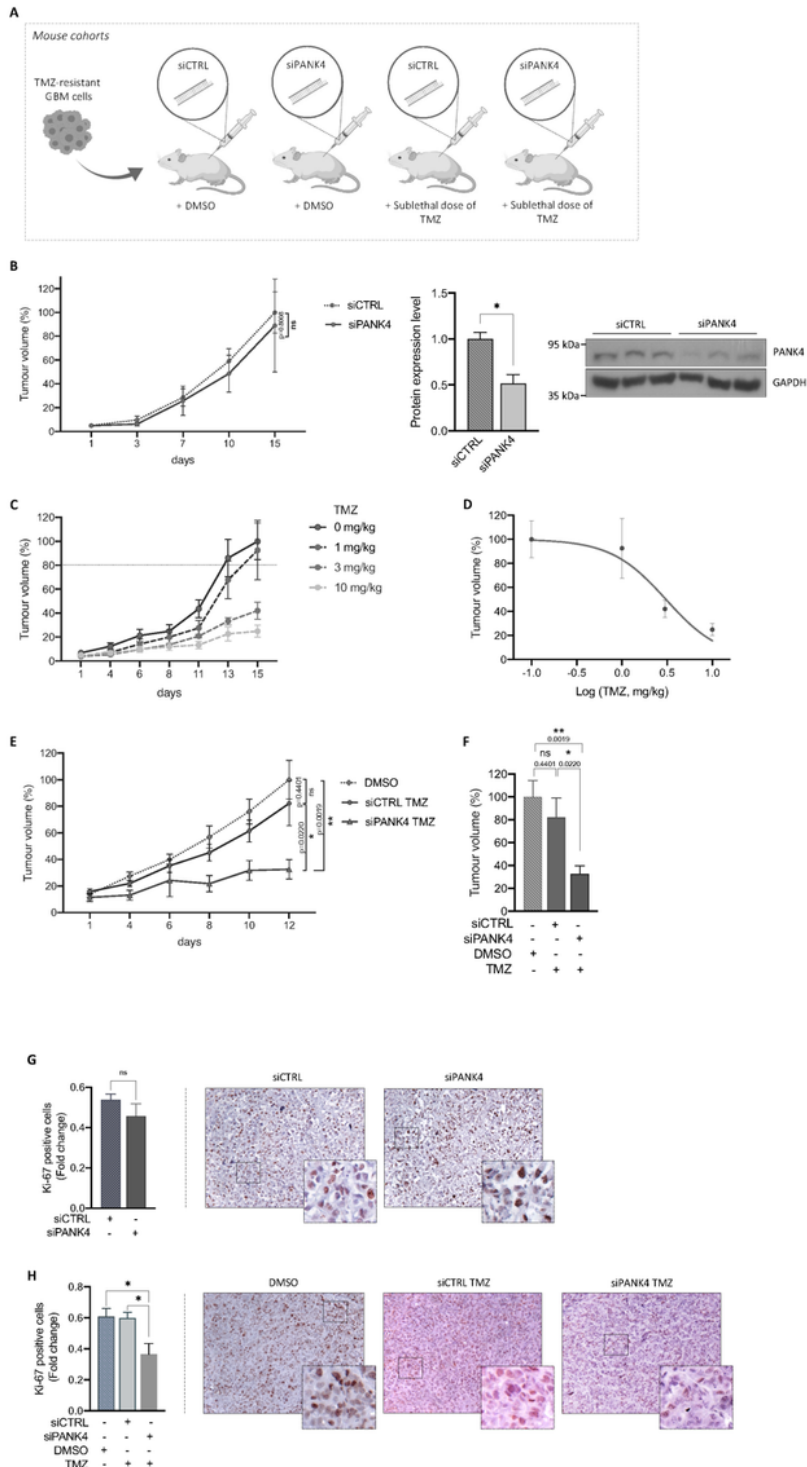 A
Mouse cohorts
TMZ-resistant
GBM cells
siCTRL
siPANK4
siCTRL
siPANK4
+ DMSO
+ DMSO
+ Sublethal dose of
TMZ
+ Sublethal dose of
TMZ
B
Tumour volume (%)
120
100
80
60
40
20
0
1 3 7 10 15
days
ns
siCTRL
siPANK4
Protein expression level
1.5
1.0
0.5
0.0
*
siCTRL
siPANK4
siCTRL siPANK4
95 kDa
35 kDa
PANK4
GAPDH
C
Tumour volume (%)
120
100
80
60
40
20
0
1 4 6 8 11 13 15
days
TMZ
0 mg/kg
1 mg/kg
3 mg/kg
10 mg/kg
D
Tumour volume (%)
120
100
80
60
40
20
0
-1.0 -0.5 0.0 0.5 1.0
Log (TMZ, mg/kg)
E
Tumour volume (%)
120
100
80
60
40
20
0
1 4 6 8 10 12
days
p=0.4401
ns
p=0.0220
*
p=0.0019
**
DMSO
siCTRL TMZ
siPANK4 TMZ
F
**
0.0019
ns *
0.4401 0.0220
Tumour volume (%)
120
100
80
60
40
20
0
siCTRL - + -
siPANK4 - - +
DMSO + - -
TMZ - + +
G
Ki-67 positive cells
(Fold change)
0.6
0.4
0.2
0.0
ns
siCTRL + -
siPANK4 - +
siCTRL
siPANK4
H
Ki-67 positive cells
(Fold change)
0.8
0.6
0.4
0.2
0.0
*
*
siCTRL - + -
siPANK4 - - +
DMSO + - -
TMZ - + +
DMSO
siCTRL TMZ
siPANK4 TMZ